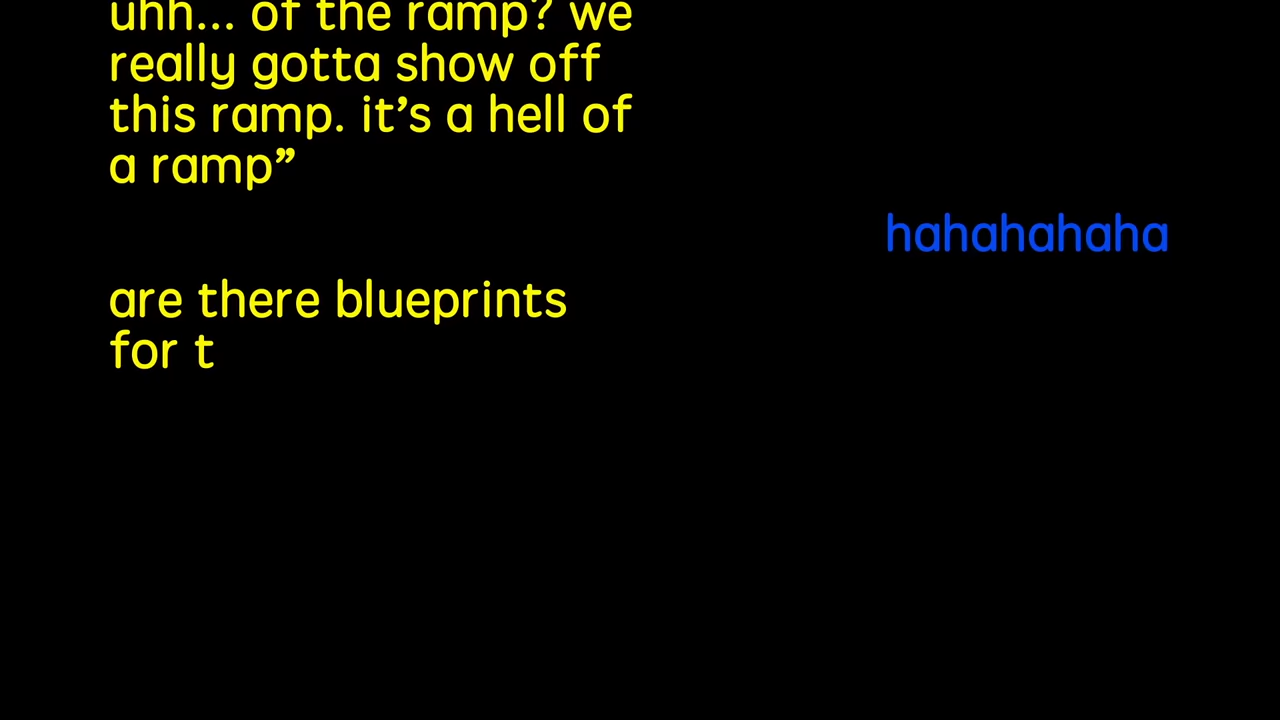 uhh... of the ramp? we
really gotta show off
this ramp. it’s a hell of
a ramp”
hahahahaha
are there blueprints
for t